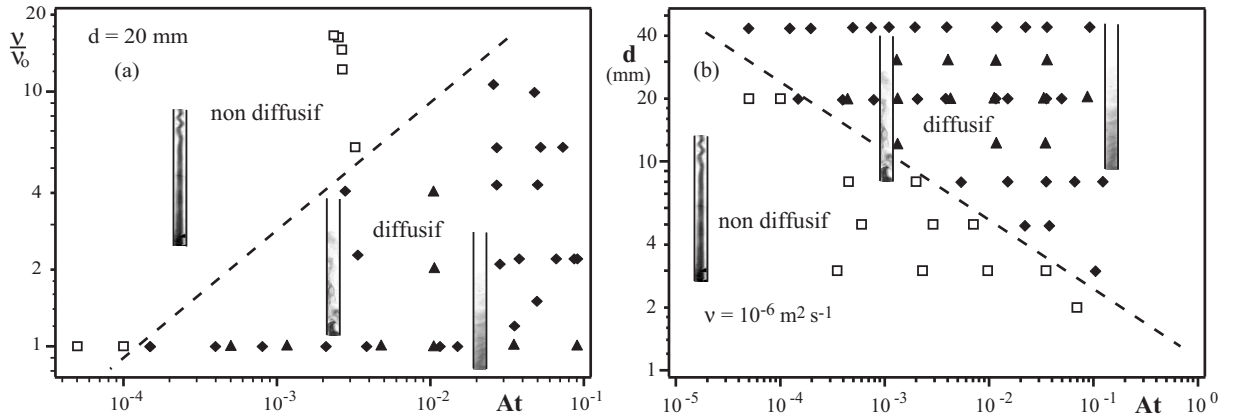 20
10
4
2
1
ν
ν₀
d = 20 mm
(a)
non diffusif
diffusif
10⁻⁴
10⁻³
10⁻²
10⁻¹
At
40
20
10
4
2
1
d
(mm)
(b)
diffusif
non diffusif
ν = 10⁻⁶ m² s⁻¹
10⁻⁵
10⁻⁴
10⁻³
10⁻²
10⁻¹
10⁰
At